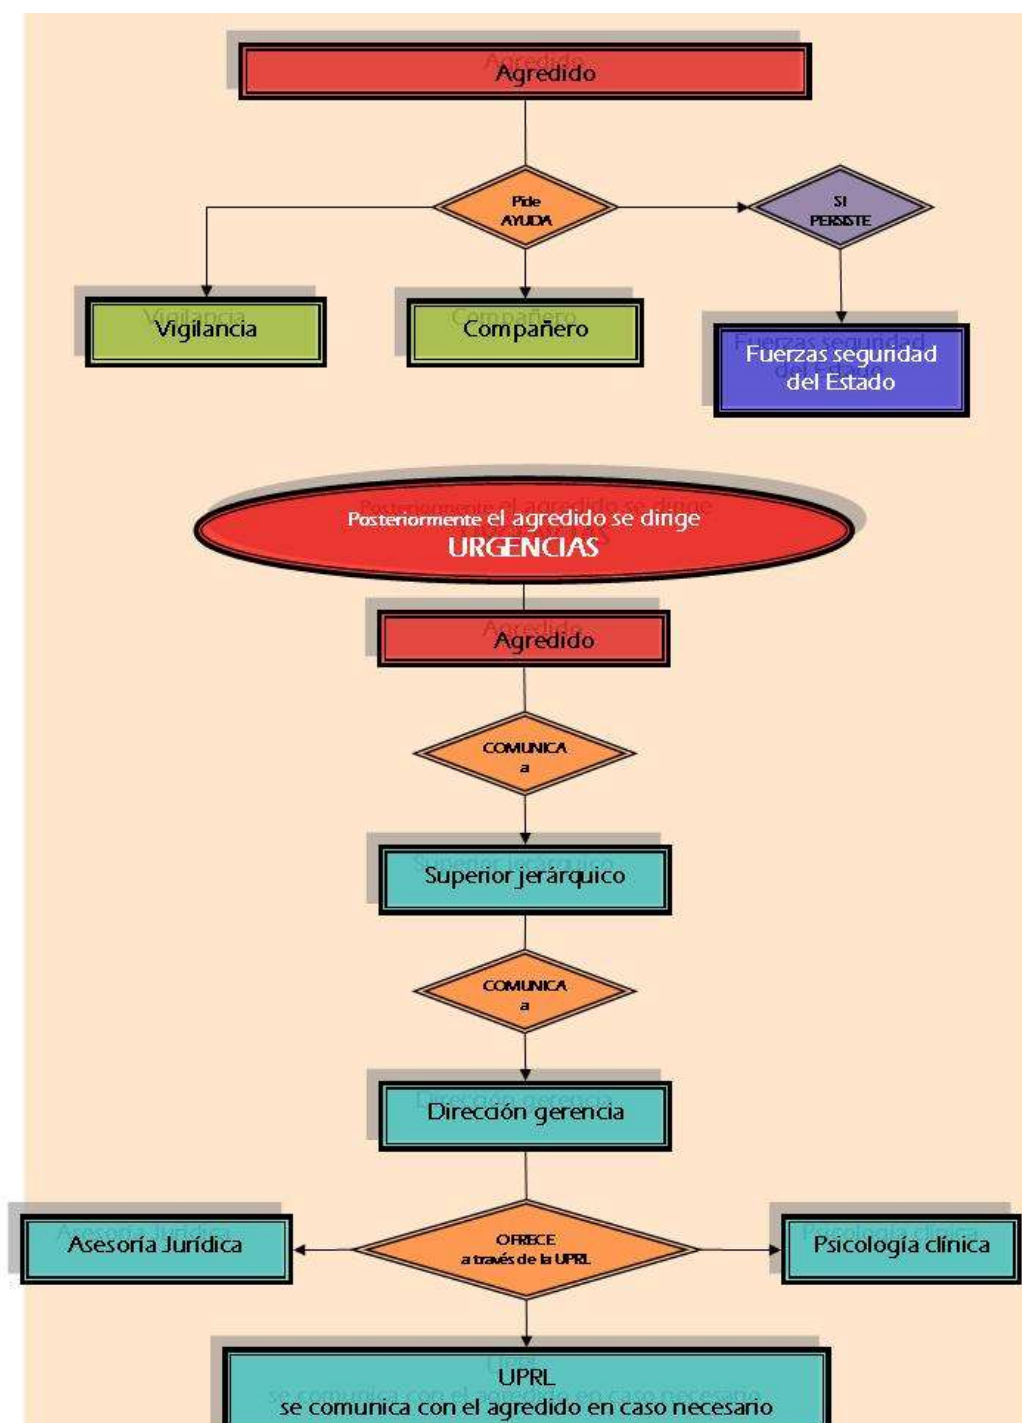 Agredido
Pide
AYUDA
SI
PERSISTE
Vigilancia
Compañero
Fuerzas seguridad
del Estado
Posteriormente el agredido se dirige
URGENCIAS
Agredido
COMUNICA
a
Superior jerárquico
COMUNICA
a
Dirección gerencia
OFRECE
a través de la UPRL
Asesoría Jurídica
Psicología clínica
UPRL
se comunica con el agredido en caso necesario